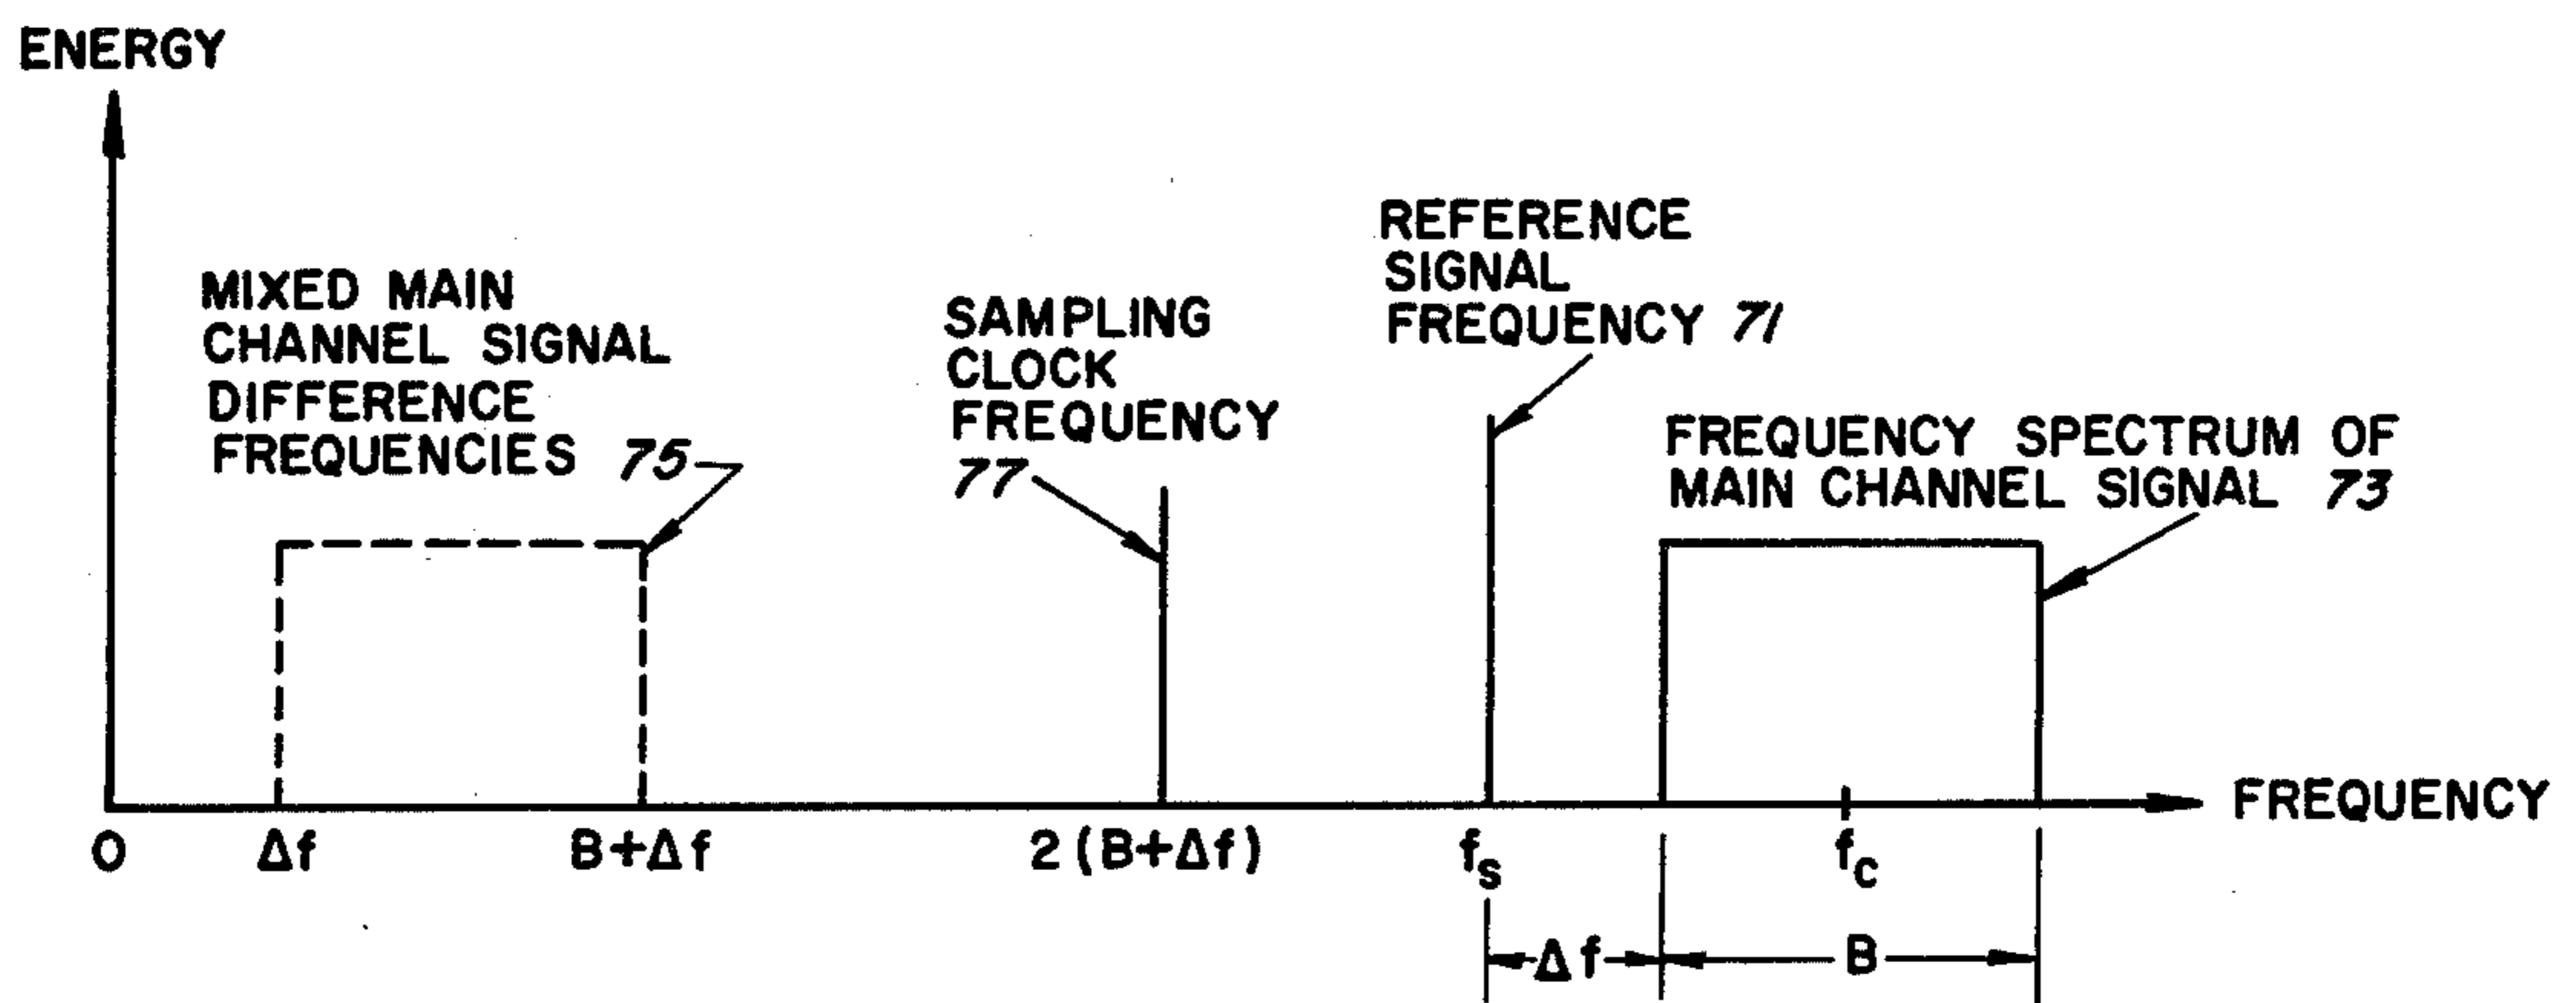 ENERGY
MIXED MAIN
CHANNEL SIGNAL
DIFFERENCE
FREQUENCIES 75
SAMPLING
CLOCK
FREQUENCY
77
REFERENCE
SIGNAL
FREQUENCY 71
FREQUENCY SPECTRUM OF
MAIN CHANNEL SIGNAL 73
FREQUENCY
0 Δf B+Δf 2(B+Δf) fs fc
Δf B